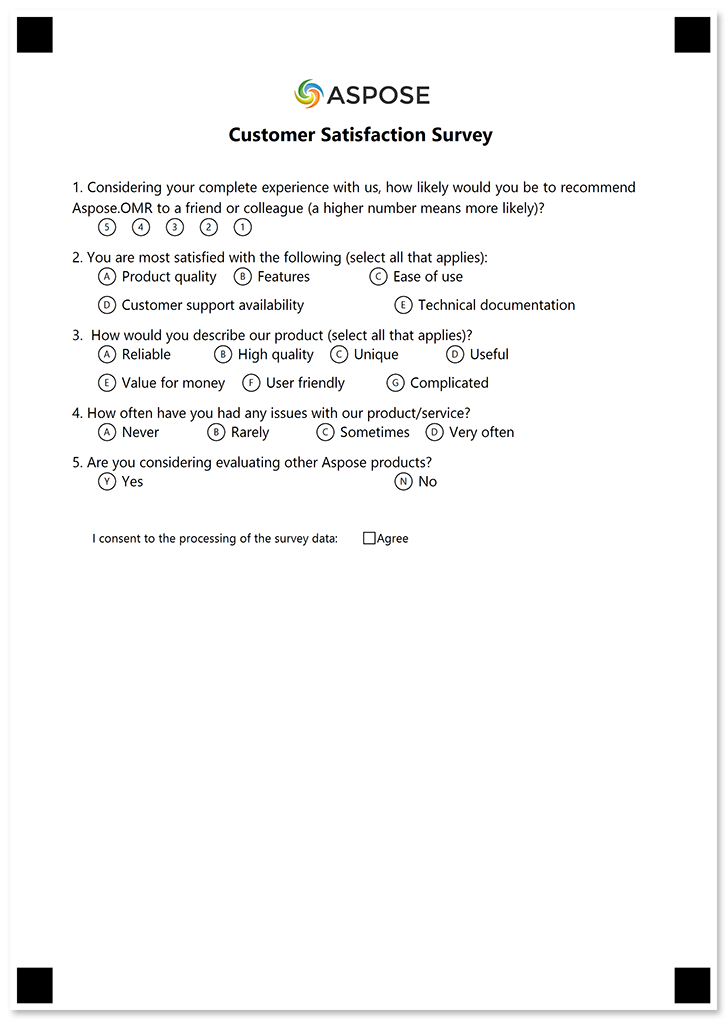 ASPOSE
Customer Satisfaction Survey
1. Considering your complete experience with us, how likely would you be to recommend
Aspose.OMR to a friend or colleague (a higher number means more likely)?
5 4 3 2 1
2. You are most satisfied with the following (select all that applies):
A Product quality B Features C Ease of use
D Customer support availability E Technical documentation
3. How would you describe our product (select all that applies)?
A Reliable B High quality C Unique D Useful
E Value for money F User friendly G Complicated
4. How often have you had any issues with our product/service?
A Never B Rarely C Sometimes D Very often
5. Are you considering evaluating other Aspose products?
Y Yes N No
I consent to the processing of the survey data: Agree